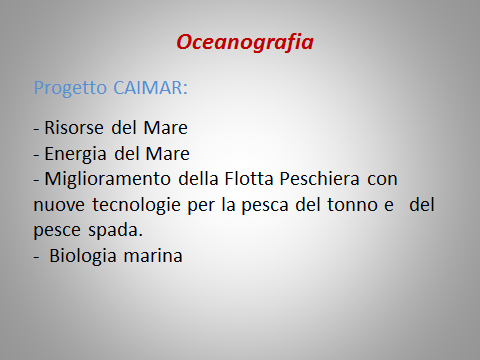 Oceanografia
Progetto CAIMAR:
- Risorse del Mare
- Energia del Mare
- Miglioramento della Flotta Peschiera con
nuove tecnologie per la pesca del tonno e   del
pesce spada.
-  Biologia marina